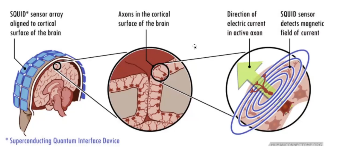 SQUID* sensor array
aligned to cortical
surface of the brain
Axons in the cortical
surface of the brain
Direction of
electric current
in active axon
SQUID sensor
detects magnetic
field of current
* Superconducting Quantum Interface Device